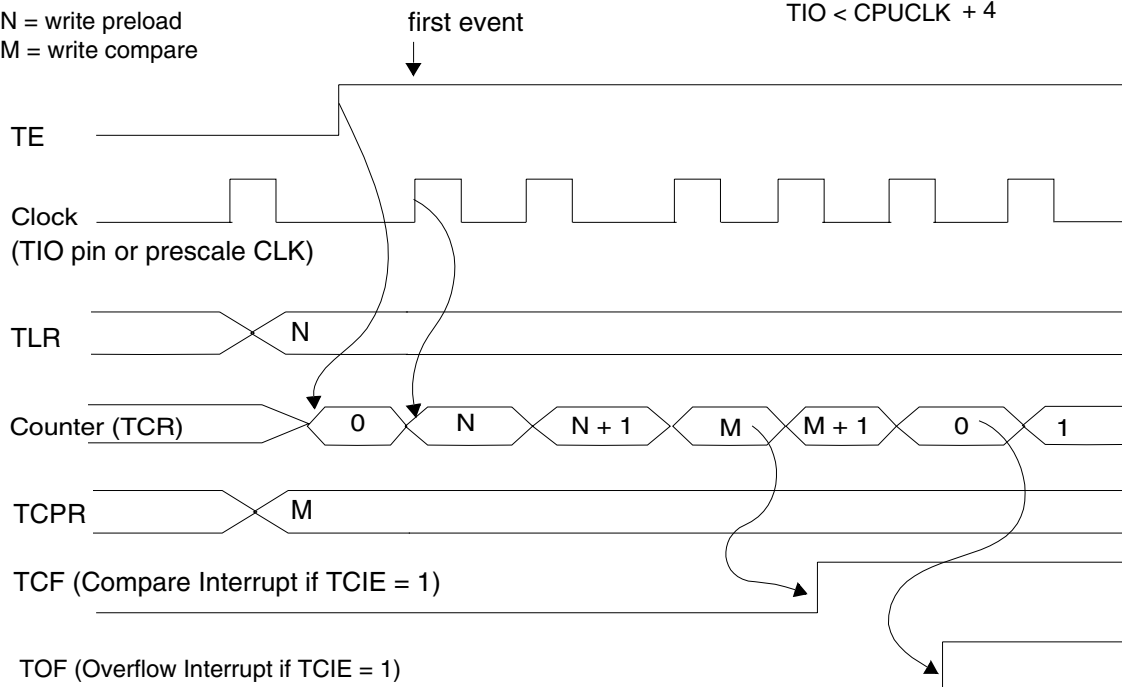 N = write preload
M = write compare
first event
TIO < CPUCLK + 4
TE
Clock
(TIO pin or prescale CLK)
TLR
N
Counter (TCR)
0
N
N + 1
M
M + 1
0
1
TCPR
M
TCF (Compare Interrupt if TCIE = 1)
TOF (Overflow Interrupt if TCIE = 1)